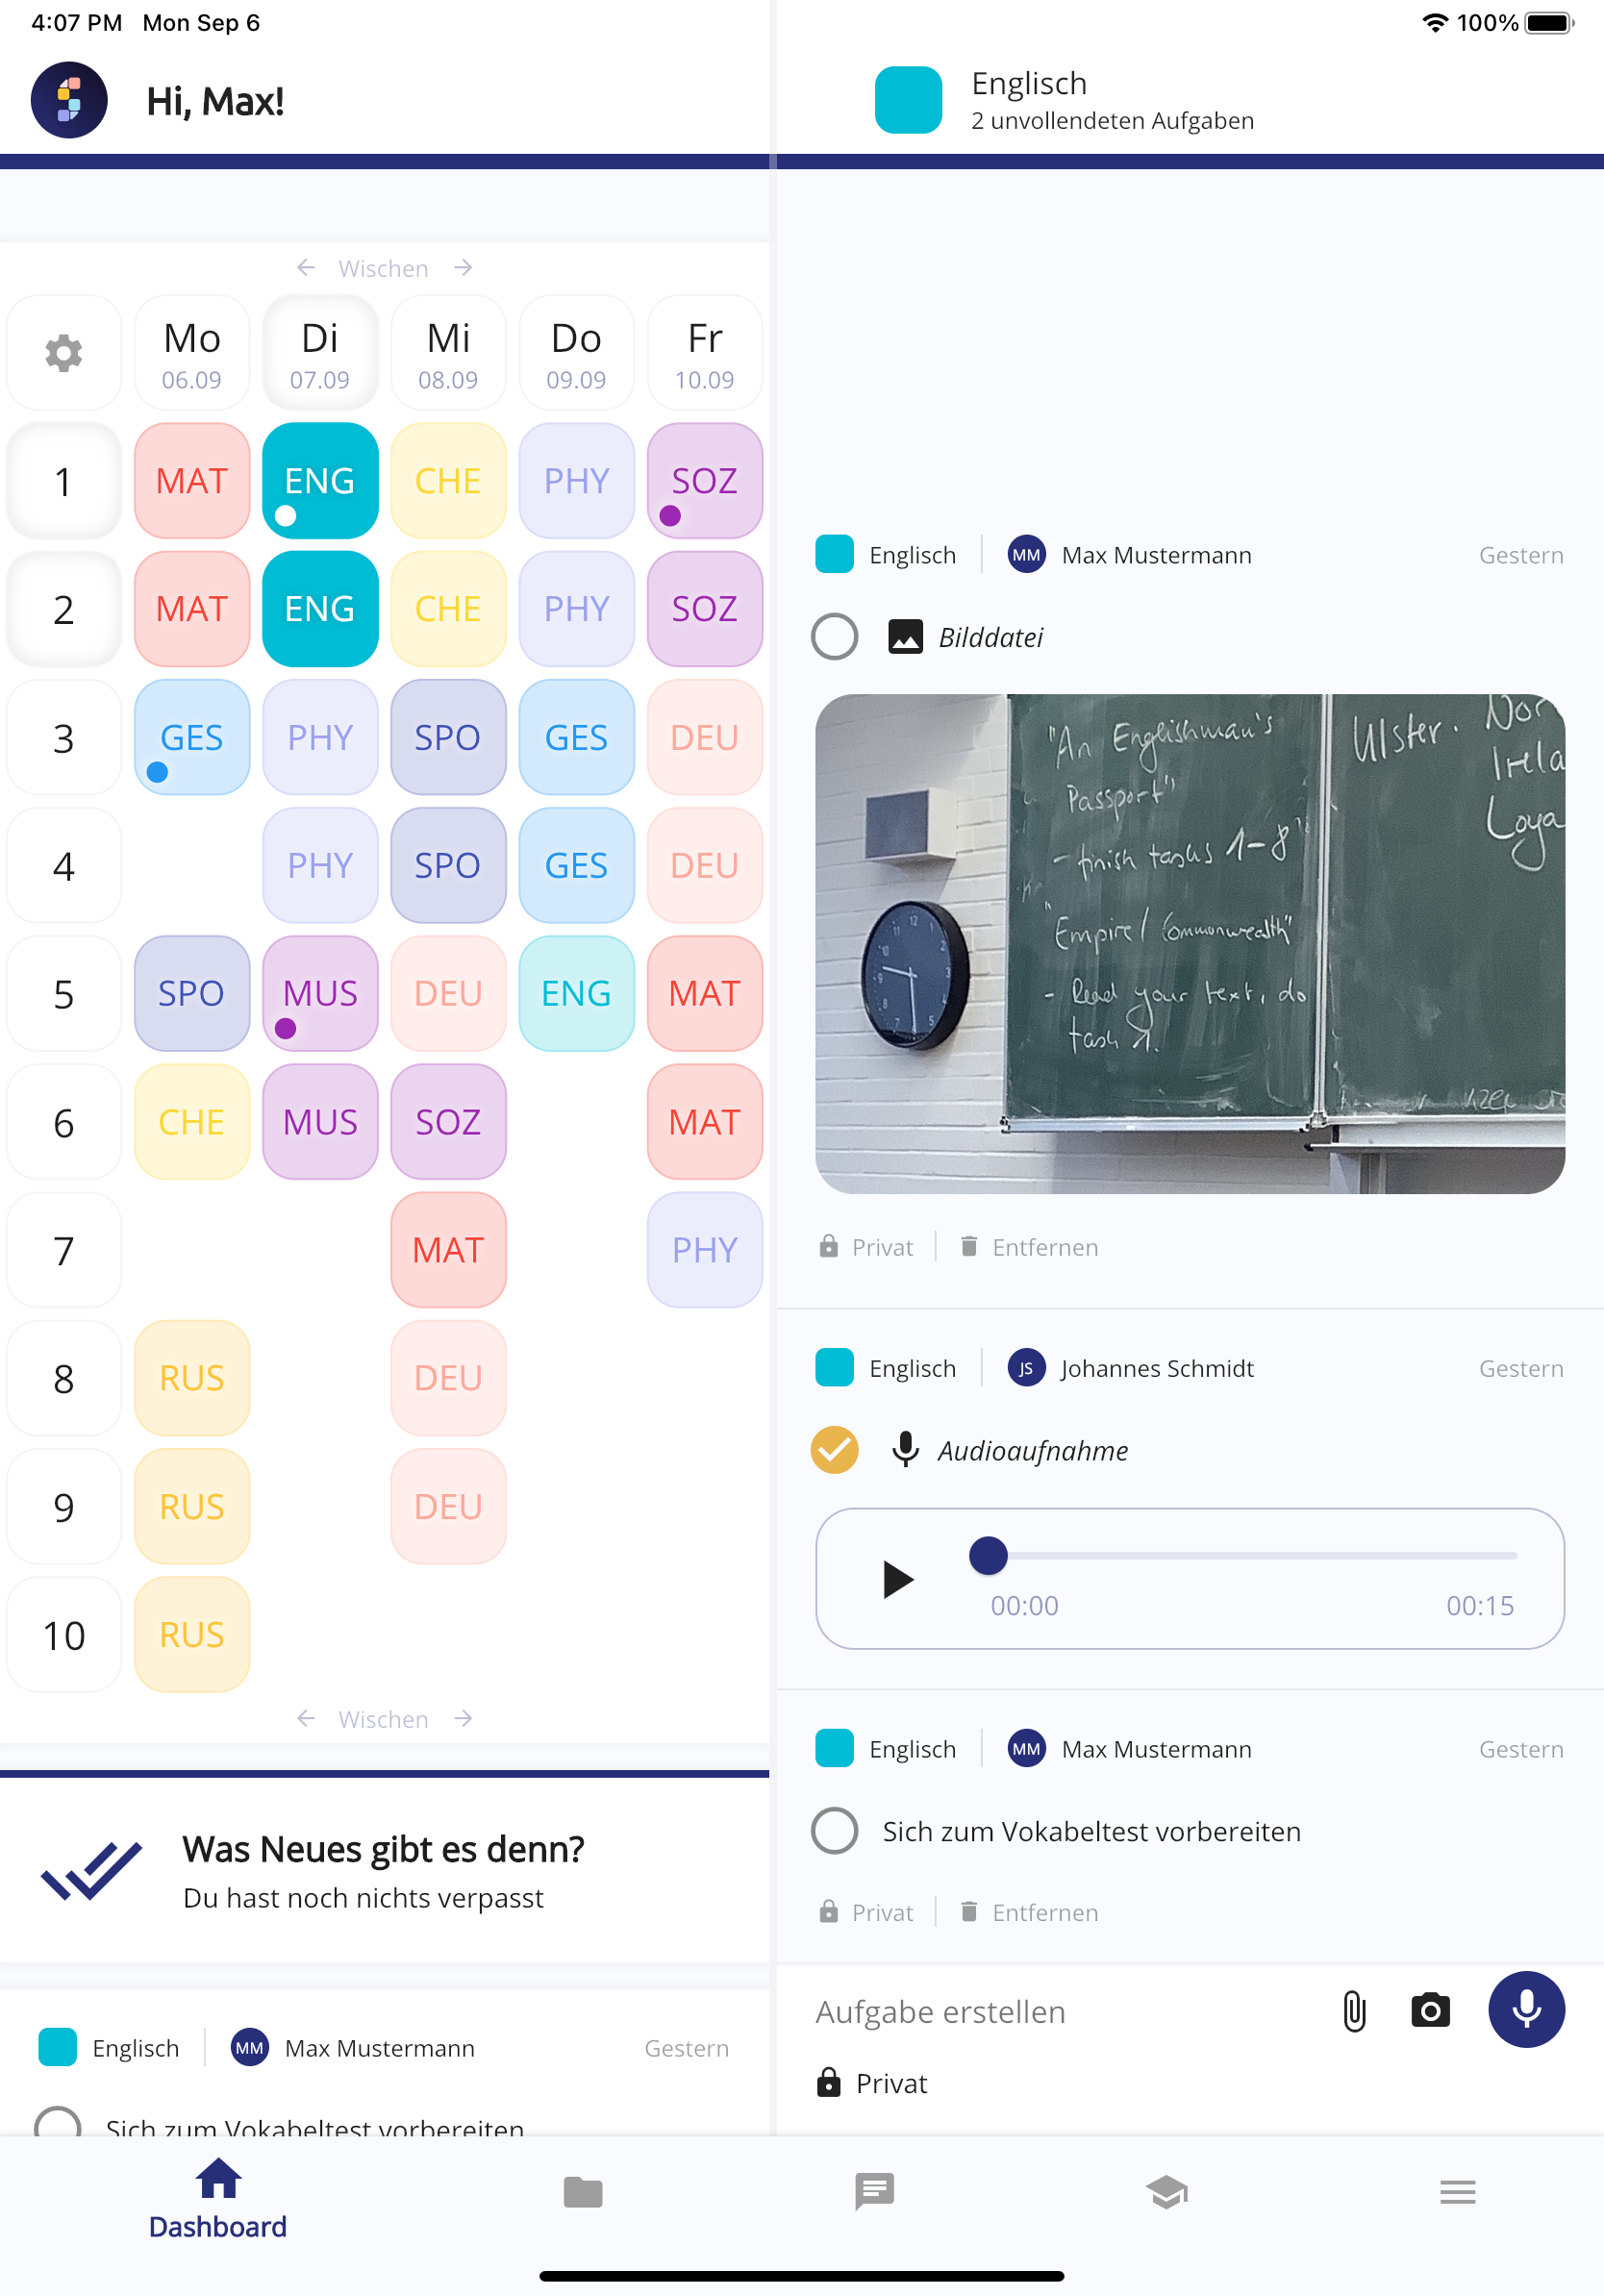 4:07 PM Mon Sep 6
100%
Hi, Max!
Englisch
2 unvollendeten Aufgaben
Wischen
Mo Di Mi Do Fr
06.09 07.09 08.09 09.09 10.09
1 MAT ENG CHE PHY SOZ
2 MAT ENG CHE PHY SOZ
3 GES PHY SPO GES DEU
4 PHY SPO GES DEU
5 SPO MUS DEU ENG MAT
6 CHE MUS SOZ MAT
7 MAT PHY
8 RUS DEU
9 RUS DEU
10 RUS
Wischen
Was Neues gibt es denn?
Du hast noch nichts verpasst
Englisch MM Max Mustermann Gestern
Sich zum Vokabeltest vorbereiten
Englisch MM Max Mustermann Gestern
Bilddatei
"An Englishman's
Passport"
- finish tasks 1-8
"Empire/Commonwealth"
- Read your text, do
task 1.
Ulster.
Privat Entfernen
Englisch JS Johannes Schmidt Gestern
Audioaufnahme
00:00 00:15
Englisch MM Max Mustermann Gestern
Sich zum Vokabeltest vorbereiten
Privat Entfernen
Aufgabe erstellen
Privat
Dashboard